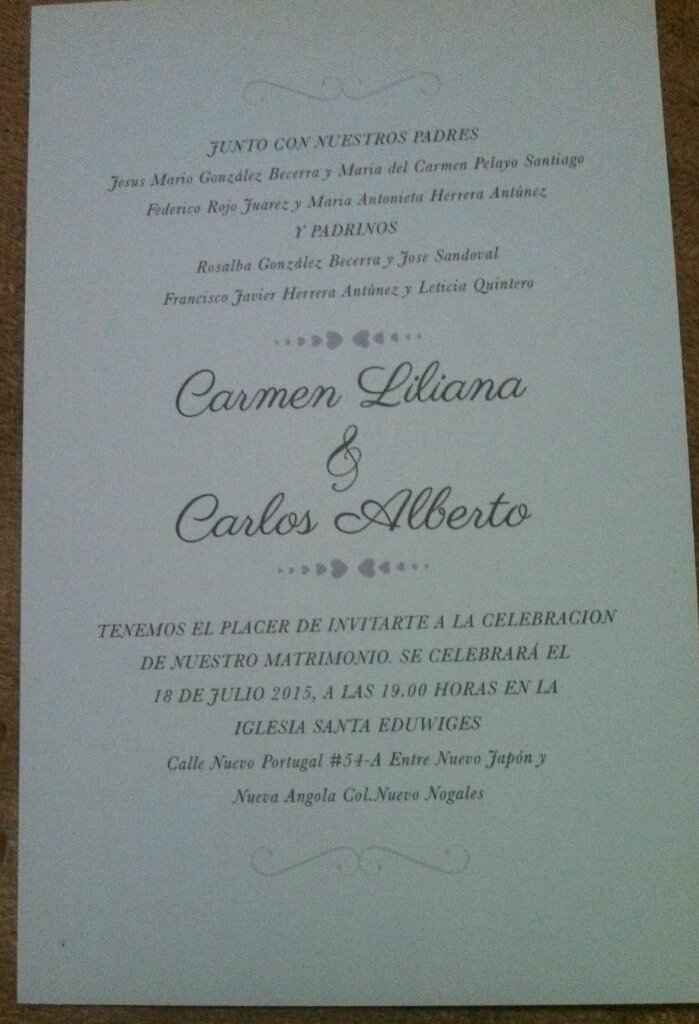 JUNTO CON NUESTROS PADRES
Jesus Mario González Becerra y Maria del Carmen Pelayo Santiago
Federico Rojo Juarez y Maria Antonieta Herrera Antúnez
Y PADRINOS
Rosalba González Becerra y Jose Sandoval
Francisco Javier Herrera Antúnez y Leticia Quintero
Carmen Liliana
&
Carlos Alberto
TENEMOS EL PLACER DE INVITARTE A LA CELEBRACION
DE NUESTRO MATRIMONIO. SE CELEBRARÁ EL
18 DE JULIO 2015, A LAS 19.00 HORAS EN LA
IGLESIA SANTA EDUWIGES
Calle Nuevo Portugal #54-A Entre Nuevo Japón y
Nueva Angola Col.Nuevo Nogales